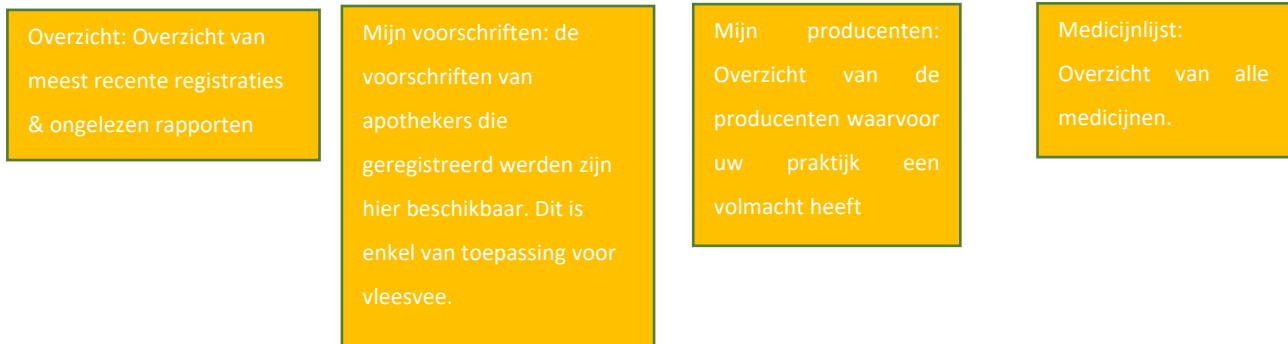 Overzicht: Overzicht van
meest recente registraties
& ongelezen rapporten
Mijn voorschriften: de
voorschriften van
apothekers die
geregistreerd werden zijn
hier beschikbaar. Dit is
enkel van toepassing voor
vleesvee.
Mijn producenten:
Overzicht van de
producenten waarvoor
uw praktijk een
volmacht heeft
Medicijnlijst:
Overzicht van alle
medicijnen.